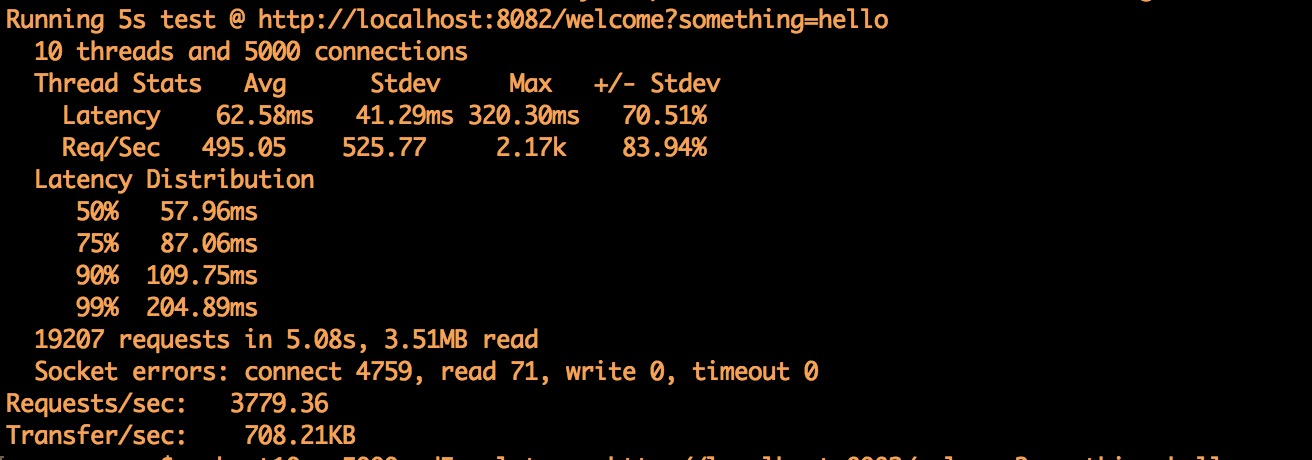 Running 5s test @ http://localhost:8082/welcome?something=hello
10 threads and 5000 connections
Thread Stats Avg Stdev Max +/- Stdev
Latency 62.58ms 41.29ms 320.30ms 70.51%
Req/Sec 495.05 525.77 2.17k 83.94%
Latency Distribution
50% 57.96ms
75% 87.06ms
90% 109.75ms
99% 204.89ms
19207 requests in 5.08s, 3.51MB read
Socket errors: connect 4759, read 71, write 0, timeout 0
Requests/sec: 3779.36
Transfer/sec: 708.21KB